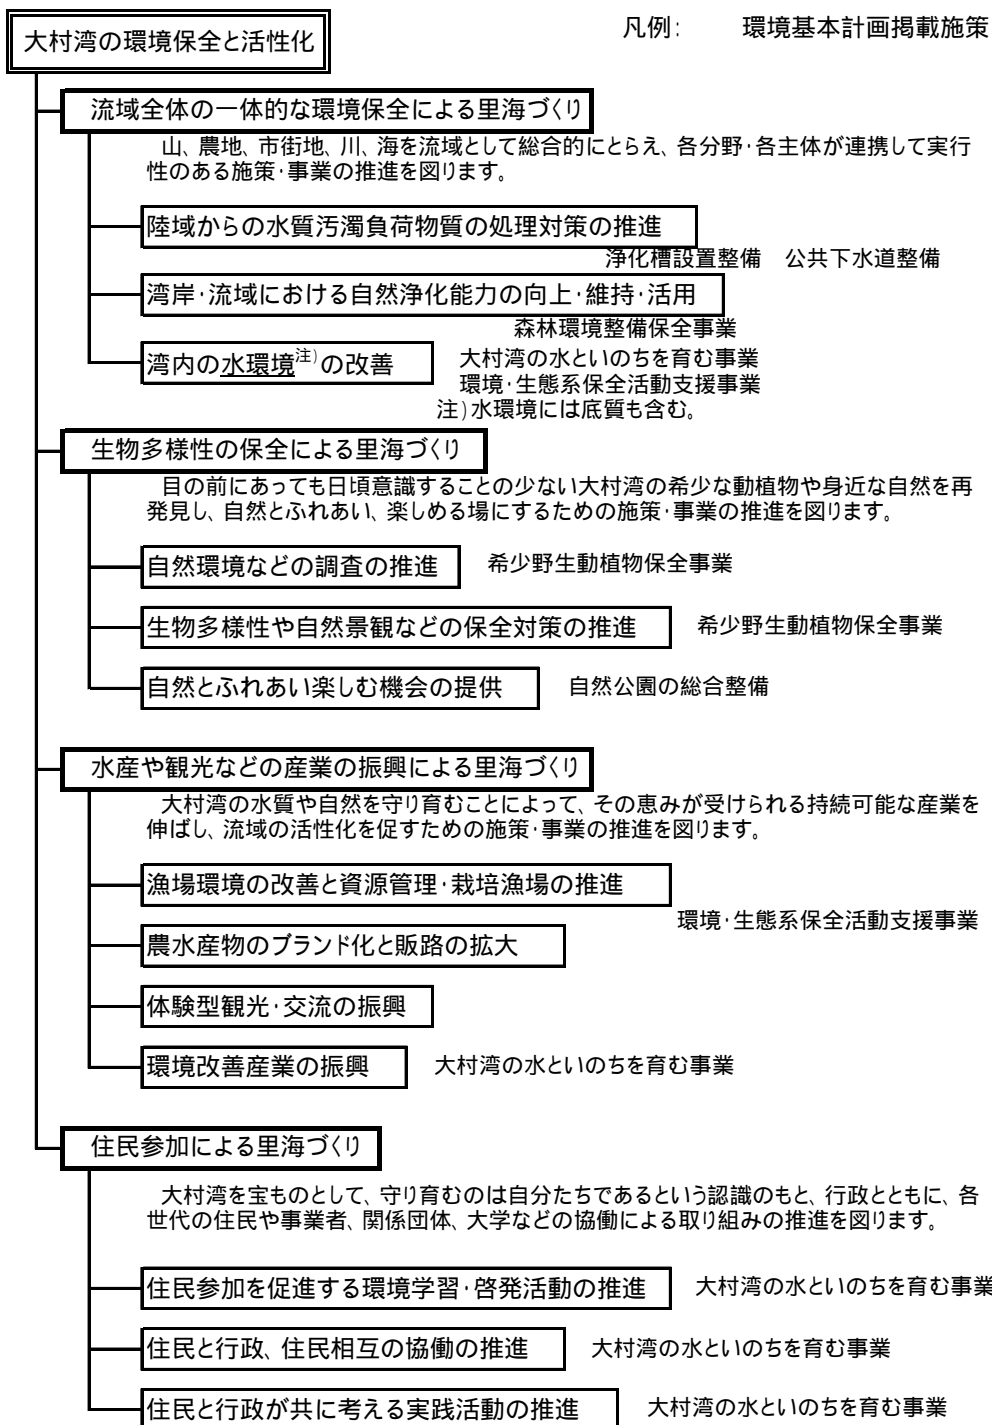 大村湾の環境保全と活性化
凡例: 環境基本計画掲載施策
流域全体の一体的な環境保全による里海づくり
山、農地、市街地、川、海を流域として総合的にとらえ、各分野・各主体が連携して実行
性のある施策・事業の推進を図ります。
陸域からの水質汚濁負荷物質の処理対策の推進
浄化槽設置整備 公共下水道整備
湾岸・流域における自然浄化能力の向上・維持・活用
森林環境整備保全事業
湾内の水環境注)の改善
大村湾の水といのちを育む事業
環境・生態系保全活動支援事業
注)水環境には底質も含む。
生物多様性の保全による里海づくり
目の前にあっても日頃意識することの少ない大村湾の希少な動植物や身近な自然を再
発見し、自然とふれあい、楽しめる場にするための施策・事業の推進を図ります。
自然環境などの調査の推進 希少野生動植物保全事業
生物多様性や自然景観などの保全対策の推進 希少野生動植物保全事業
自然とふれあい楽しむ機会の提供 自然公園の総合整備
水産や観光などの産業の振興による里海づくり
大村湾の水質や自然を守り育むことによって、その恵みが受けられる持続可能な産業を
伸ばし、流域の活性化を促すための施策・事業の推進を図ります。
漁場環境の改善と資源管理・栽培漁場の推進
環境・生態系保全活動支援事業
農水産物のブランド化と販路の拡大
体験型観光・交流の振興
環境改善産業の振興 大村湾の水といのちを育む事業
住民参加による里海づくり
大村湾を宝ものとして、守り育むのは自分たちであるという認識のもと、行政とともに、各
世代の住民や事業者、関係団体、大学などの協働による取り組みの推進を図ります。
住民参加を促進する環境学習・啓発活動の推進 大村湾の水といのちを育む事業
住民と行政、住民相互の協働の推進 大村湾の水といのちを育む事業
住民と行政が共に考える実践活動の推進 大村湾の水といのちを育む事業